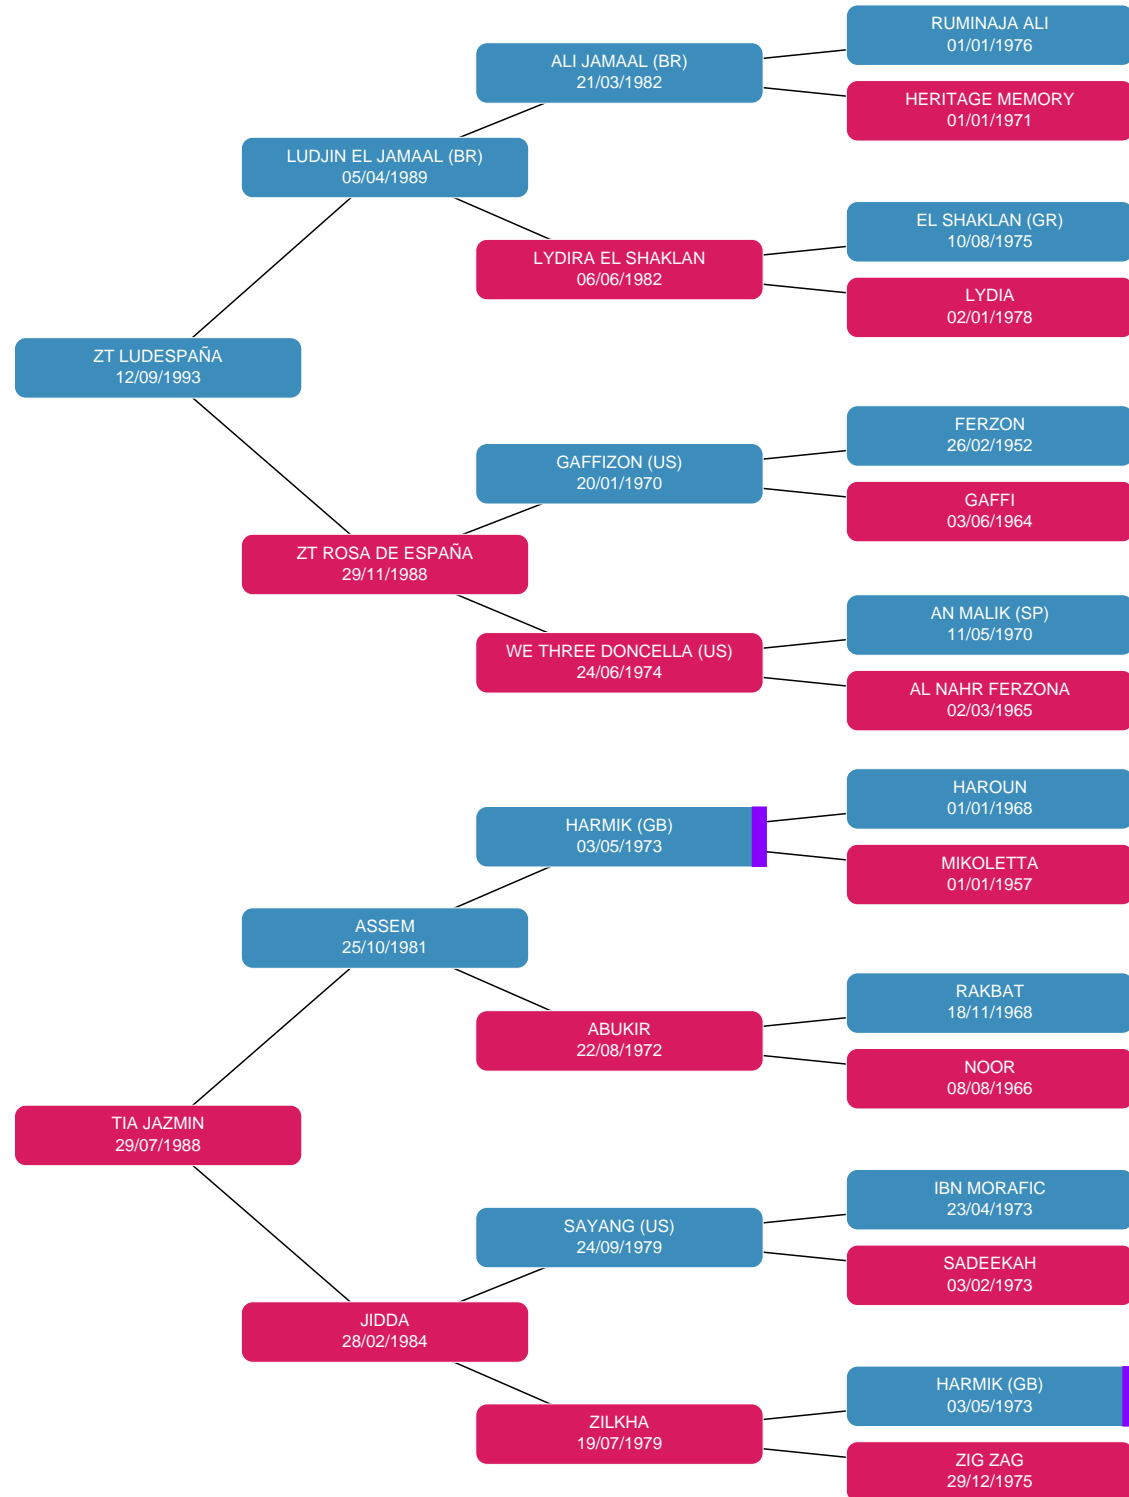 RUMINAJA ALI
01/01/1976
ALI JAMAAL (BR)
21/03/1982
HERITAGE MEMORY
01/01/1971
LUDJIN EL JAMAAL (BR)
05/04/1989
EL SHAKLAN (GR)
10/08/1975
LYDIRA EL SHAKLAN
06/06/1982
LYDIA
02/01/1978
ZT LUDESPAÑA
12/09/1993
FERZON
26/02/1952
GAFFIZON (US)
20/01/1970
GAFFI
03/06/1964
ZT ROSA DE ESPAÑA
29/11/1988
AN MALIK (SP)
11/05/1970
WE THREE DONCELLA (US)
24/06/1974
AL NAHR FERZONA
02/03/1965
HAROUN
01/01/1968
HARMIK (GB)
03/05/1973
MIKOLETTA
01/01/1957
ASSEM
25/10/1981
RAKBAT
18/11/1968
ABUKIR
22/08/1972
NOOR
08/08/1966
TIA JAZMIN
29/07/1988
IBN MORAFIC
23/04/1973
SAYANG (US)
24/09/1979
SADEEKAH
03/02/1973
JIDDA
28/02/1984
HARMIK (GB)
03/05/1973
ZILKHA
19/07/1979
ZIG ZAG
29/12/1975